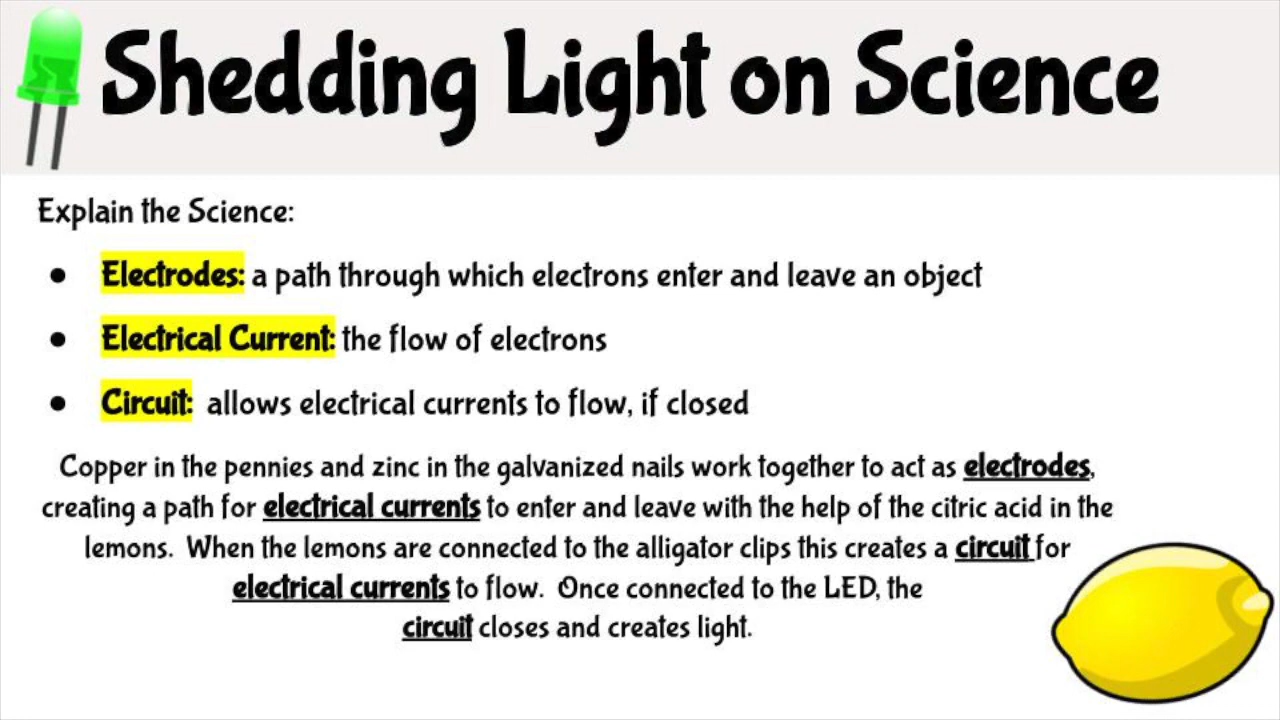 Shedding Light on Science
Explain the Science:
● Electrodes: a path through which electrons enter and leave an object
● Electrical Current: the flow of electrons
● Circuit: allows electrical currents to flow, if closed
Copper in the pennies and zinc in the galvanized nails work together to act as electrodes,
creating a path for electrical currents to enter and leave with the help of the citric acid in the
lemons. When the lemons are connected to the alligator clips this creates a circuit for
electrical currents to flow. Once connected to the LED, the
circuit closes and creates light.